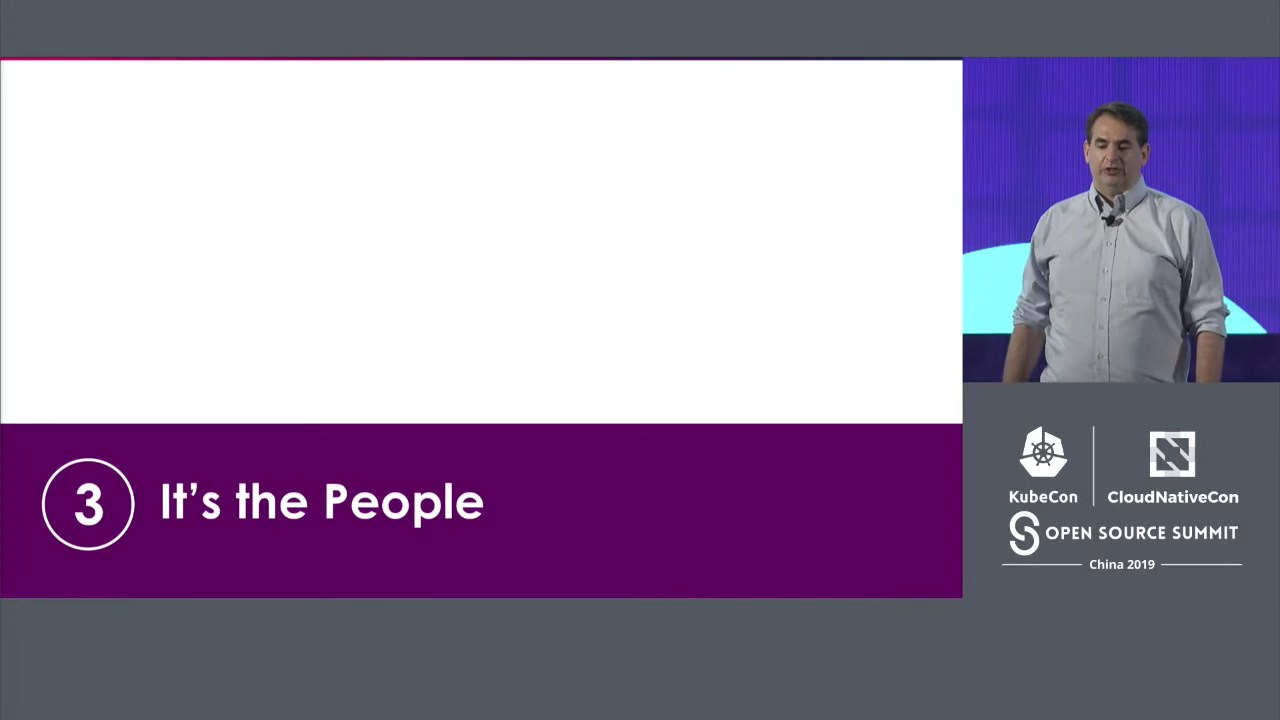 3 It’s the People
KubeCon
CloudNativeCon
OPEN SOURCE SUMMIT
China 2019